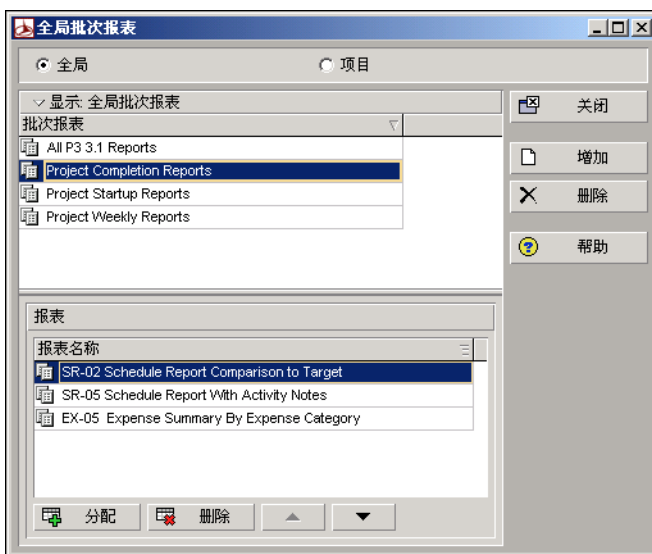 全局批次报表
全局 项目
显示: 全局批次报表
批次报表
All P3 3.1 Reports
Project Completion Reports
Project Startup Reports
Project Weekly Reports
关闭
增加
删除
帮助
报表
报表名称
SR-02 Schedule Report Comparison to Target
SR-05 Schedule Report With Activity Notes
EX-05 Expense Summary By Expense Category
分配 删除